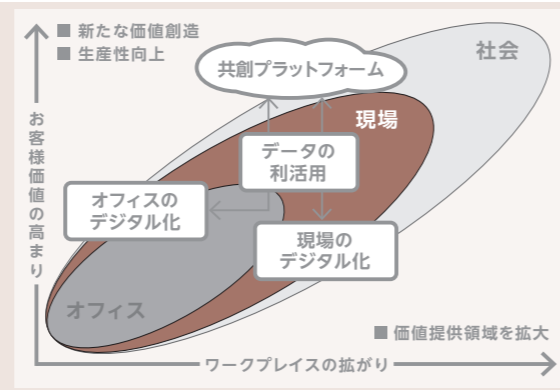 ■ 新たな価値創造
■ 生産性向上
社会
共創プラットフォーム
現場
お客様価値の高まり
データの
利活用
オフィスの
デジタル化
現場の
デジタル化
オフィス
■ 価値提供領域を拡大
ワークプレイスの拡がり